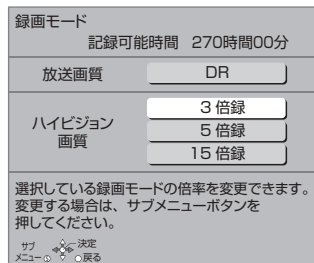 録画モード
記録可能時間 270時間00分
放送画質 DR
ハイビジョン
画質
3倍録
5倍録
15倍録
選択している録画モードの倍率を変更できます。
変更する場合は、サブメニューボタンを
押してください。
サブ
メニュー S
決定
戻る